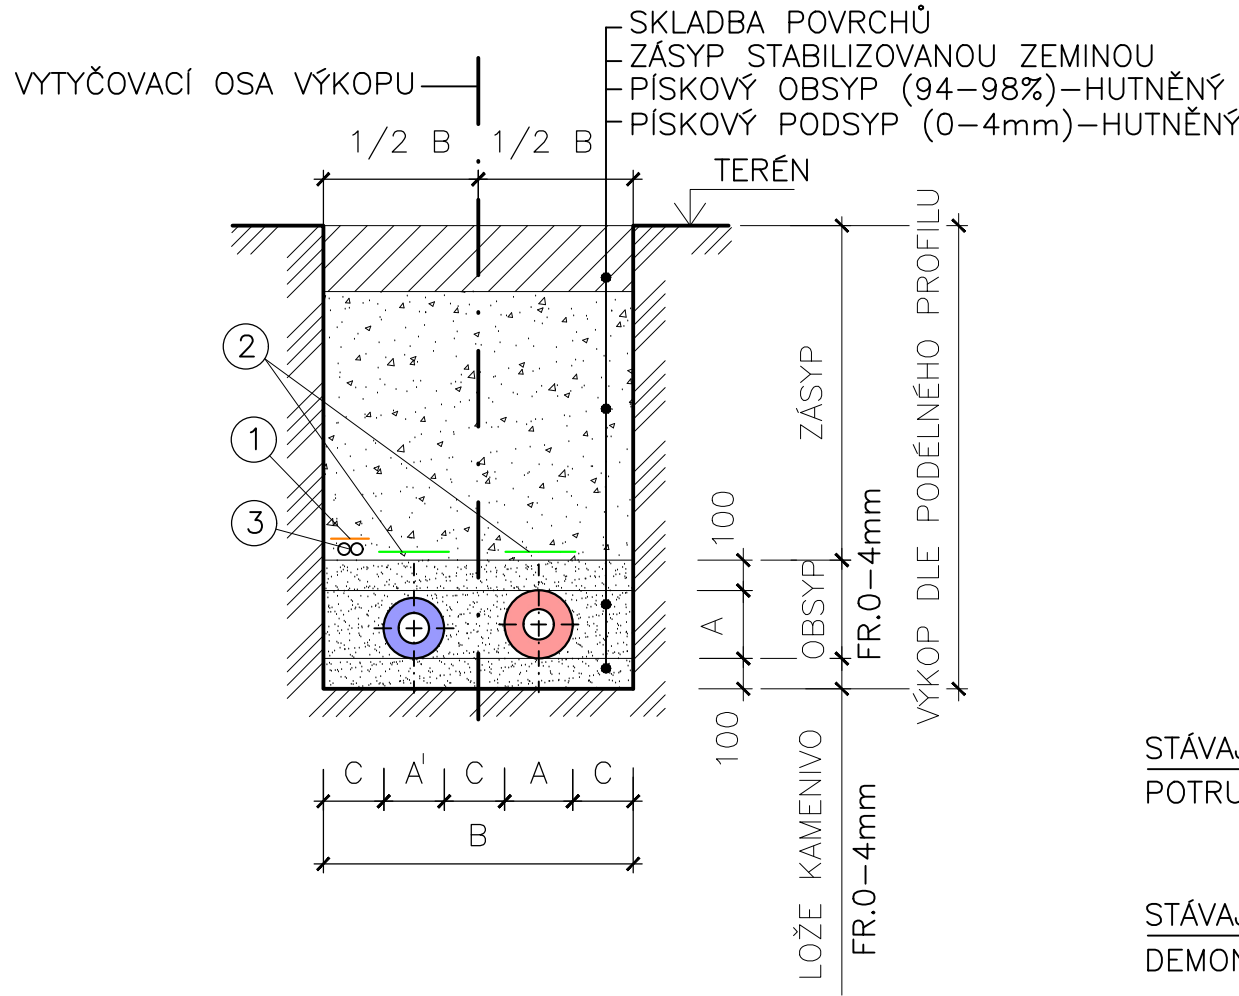 SKLADBA POVRCHŮ
ZÁSYP STABILIZOVANOU ZEMINOU
VYTYČOVACÍ OSA VÝKOPU
PÍSKOVÝ OBSYP (94–98%)–HUTNĚNÝ
PÍSKOVÝ PODSYP (0–4mm)–HUTNĚNÝ
1/2 B
1/2 B
TERÉN
2
1
3
100
A
100
ZÁSYP
OBSYP
FR.0–4mm
VÝKOP DLE PODÉLNÉHO PROFILU
C
A'
C
A
C
B
LOŽE KAMENIVO
FR.0–4mm